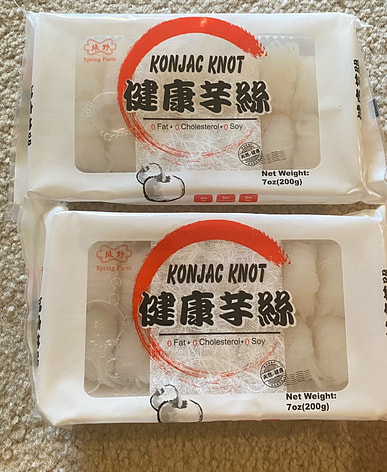 Spring Farm
KONJAC KNOT
健康芋絲
0 Fat • 0 Cholesterol • 0 Soy
Net Weight:
7oz(200g)
Spring Farm
KONJAC KNOT
健康芋絲
0 Fat • 0 Cholesterol • 0 Soy
Net Weight:
7oz(200g)